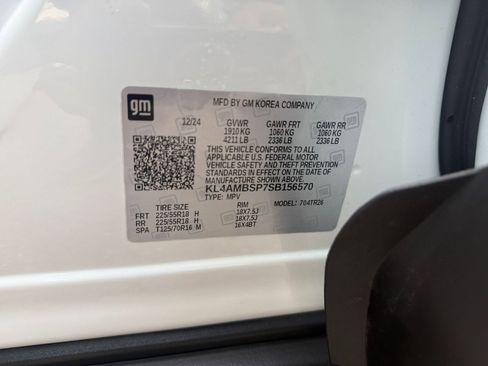 gm
MFD BY GM KOREA COMPANY
12/24 GVWR GAWR FRT GAWR RR
1910 KG 1060 KG 1060 KG
4211 LB 2336 LB 2336 LB
THIS VEHICLE CONFORMS TO ALL
APPLICABLE U.S. FEDERAL MOTOR
VEHICLE SAFETY, BUMPER, AND THEFT
PREVENTION STANDARDS IN EFFECT ON
THE DATE OF MANUFACTURE SHOWN ABOVE.
KL4AMBSP7SB156570
TYPE: MPV MODEL: 704TR26
TIRE SIZE RIM
FRT 225/55R18 H 18X7.5J
RR 225/55R18 H 18X7.5J
SPA T125/70R16 M 16X4BT